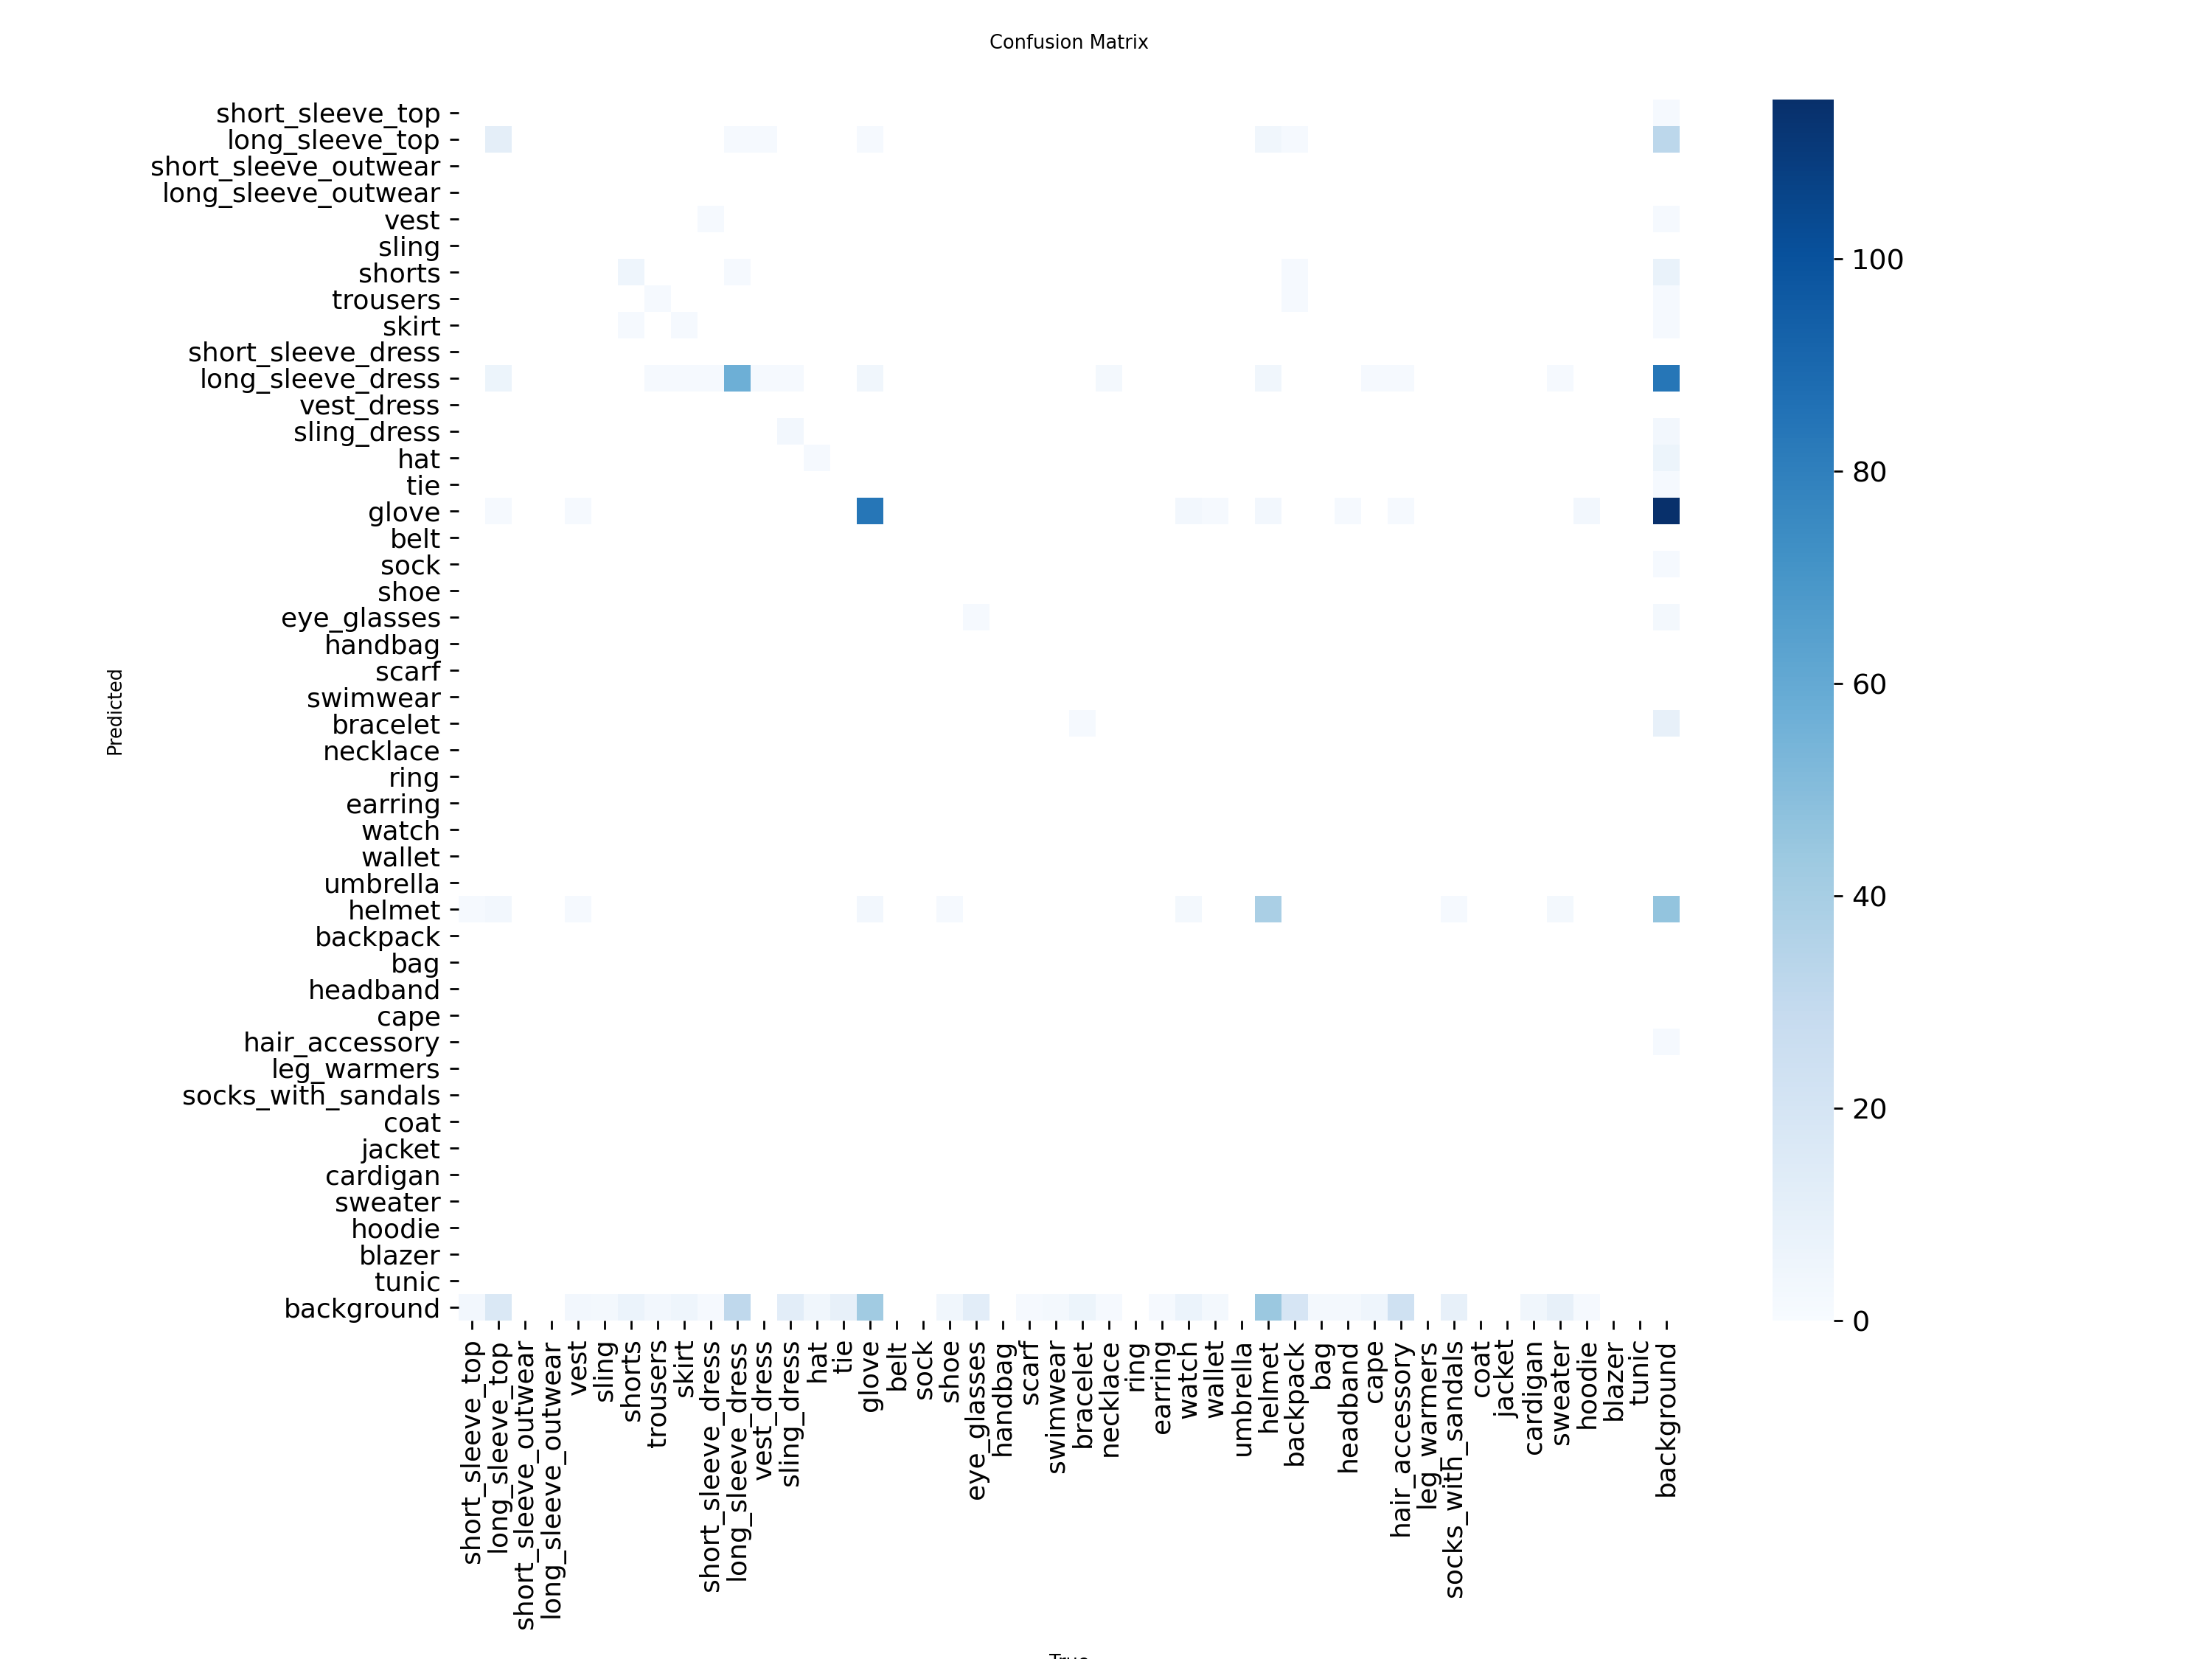 Confusion Matrix
short_sleeve_top
long_sleeve_top
short_sleeve_outwear
long_sleeve_outwear
vest
sling
shorts
trousers
skirt
short_sleeve_dress
long_sleeve_dress
vest_dress
sling_dress
hat
tie
glove
belt
sock
shoe
eye_glasses
handbag
scarf
swimwear
bracelet
necklace
ring
earring
watch
wallet
umbrella
helmet
backpack
bag
headband
cape
hair_accessory
leg_warmers
socks_with_sandals
coat
jacket
cardigan
sweater
hoodie
blazer
tunic
background
Predicted
short_sleeve_top
long_sleeve_top
short_sleeve_outwear
long_sleeve_outwear
vest
sling
shorts
trousers
skirt
short_sleeve_dress
long_sleeve_dress
vest_dress
sling_dress
hat
tie
glove
belt
sock
shoe
eye_glasses
handbag
scarf
swimwear
bracelet
necklace
ring
earring
watch
wallet
umbrella
helmet
backpack
bag
headband
cape
hair_accessory
leg_warmers
socks_with_sandals
coat
jacket
cardigan
sweater
hoodie
blazer
tunic
background
True
100
80
60
40
20
0